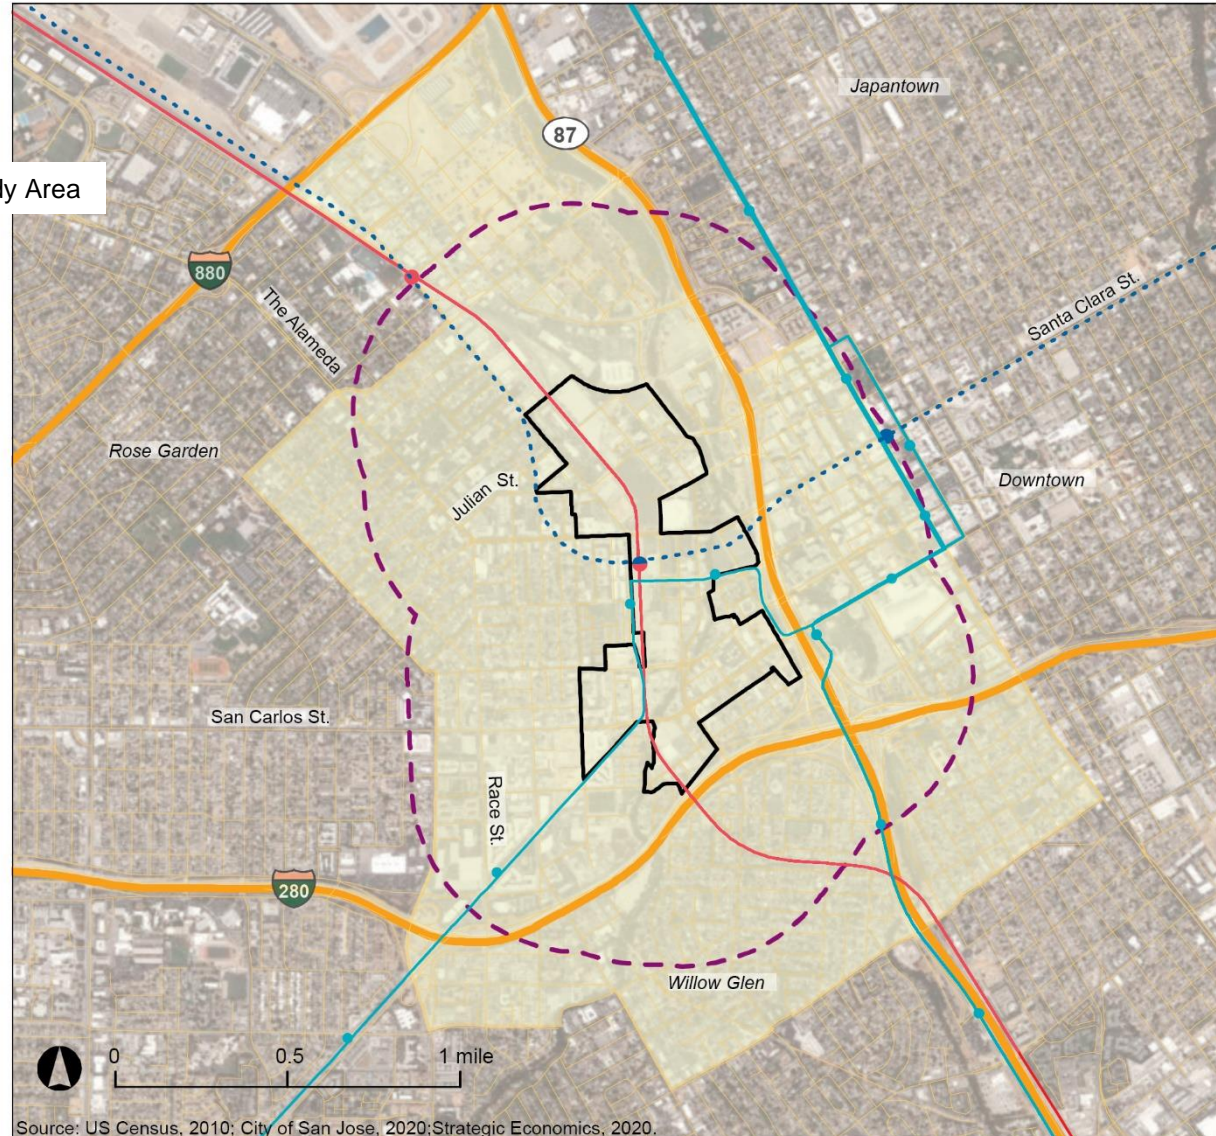 Japantown
87
ly Area
880
The Alameda
Santa Clara St.
Rose Garden
Downtown
Julian St.
San Carlos St.
Race St.
280
Willow Glen
0 0.5 1 mile
Source: US Census, 2010; City of San Jose, 2020;Strategic Economics, 2020.